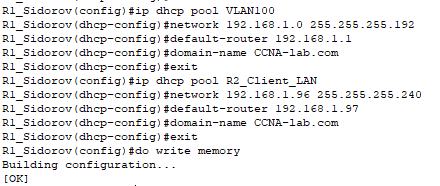 R1_Sidorov(config)#ip dhcp pool VLAN100
R1_Sidorov(dhcp-config)#network 192.168.1.0 255.255.255.192
R1_Sidorov(dhcp-config)#default-router 192.168.1.1
R1_Sidorov(dhcp-config)#domain-name CCNA-lab.com
R1_Sidorov(dhcp-config)#exit
R1_Sidorov(config)#ip dhcp pool R2_Client_LAN
R1_Sidorov(dhcp-config)#network 192.168.1.96 255.255.255.240
R1_Sidorov(dhcp-config)#default-router 192.168.1.97
R1_Sidorov(dhcp-config)#domain-name CCNA-lab.com
R1_Sidorov(dhcp-config)#exit
R1_Sidorov(config)#do write memory
Building configuration...
[OK]